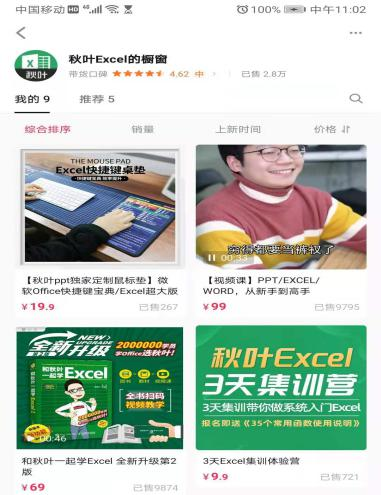 中国移动 HD 4G 100% 中午11:02
秋叶
秋叶Excel的橱窗
带货口碑 4.62 中 已售 2.8万
我的 9 推荐 5
综合排序 销量 上新时间 价格
THE MOUSE PAD
Excel快捷键桌垫
【秋叶ppt独家定制鼠标垫】微
软Office快捷键宝典/Excel超大版
¥19.9 已售267
00:33
穷得都要当裤衩了
【视频课】PPT/EXCEL/
WORD，从新手到高手
¥99 已售9795
全新升级
NEW
UPGRADE
2000000学员
学Office选秋叶!
和秋叶一起学
Excel
图书 教材 视频课
全书扫码
视频教学
00:46
和秋叶一起学Excel 全新升级第2
版
¥69 已售9874
秋叶Excel
3天集训营
3天集训带你做系统入门Excel
报名即送《35个常用函数使用说明》
3天Excel集训体验营
¥9.9 已售721